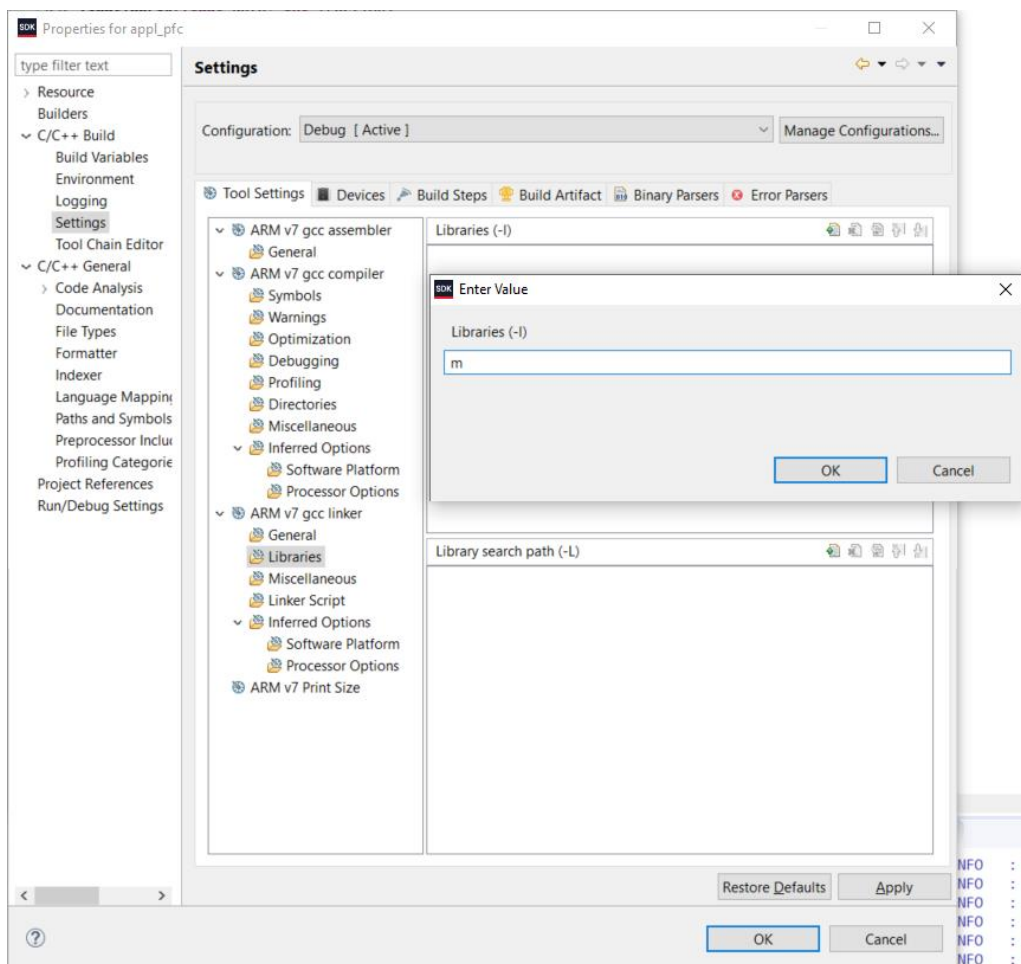 SDK Properties for appl_pfc
type filter text
Settings
Resource
Builders
C/C++ Build
Build Variables
Environment
Logging
Settings
Tool Chain Editor
C/C++ General
Code Analysis
Documentation
File Types
Formatter
Indexer
Language Mapping
Paths and Symbols
Preprocessor Inclu
Profiling Categorie
Project References
Run/Debug Settings
Configuration: Debug [ Active ] Manage Configurations...
Tool Settings Devices Build Steps Build Artifact Binary Parsers Error Parsers
ARM v7 gcc assembler
General
ARM v7 gcc compiler
Symbols
Warnings
Optimization
Debugging
Profiling
Directories
Miscellaneous
Inferred Options
Software Platform
Processor Options
ARM v7 gcc linker
General
Libraries
Miscellaneous
Linker Script
Inferred Options
Software Platform
Processor Options
ARM v7 Print Size
Libraries (-l)
SDK Enter Value
Libraries (-l)
m
OK Cancel
Library search path (-L)
Restore Defaults Apply
OK Cancel
NFO :
NFO :
NFO :
NFO :
NFO :
NFO :